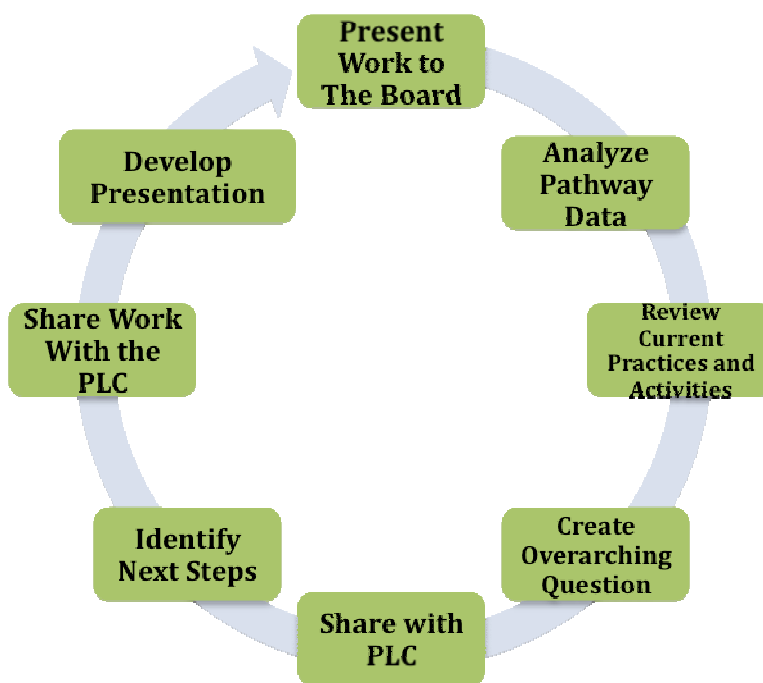 Present
Work to
The Board
Analyze
Pathway
Data
Review
Current
Practices and
Activities
Create
Overarching
Question
Share with
PLC
Identify
Next Steps
Share Work
With the
PLC
Develop
Presentation